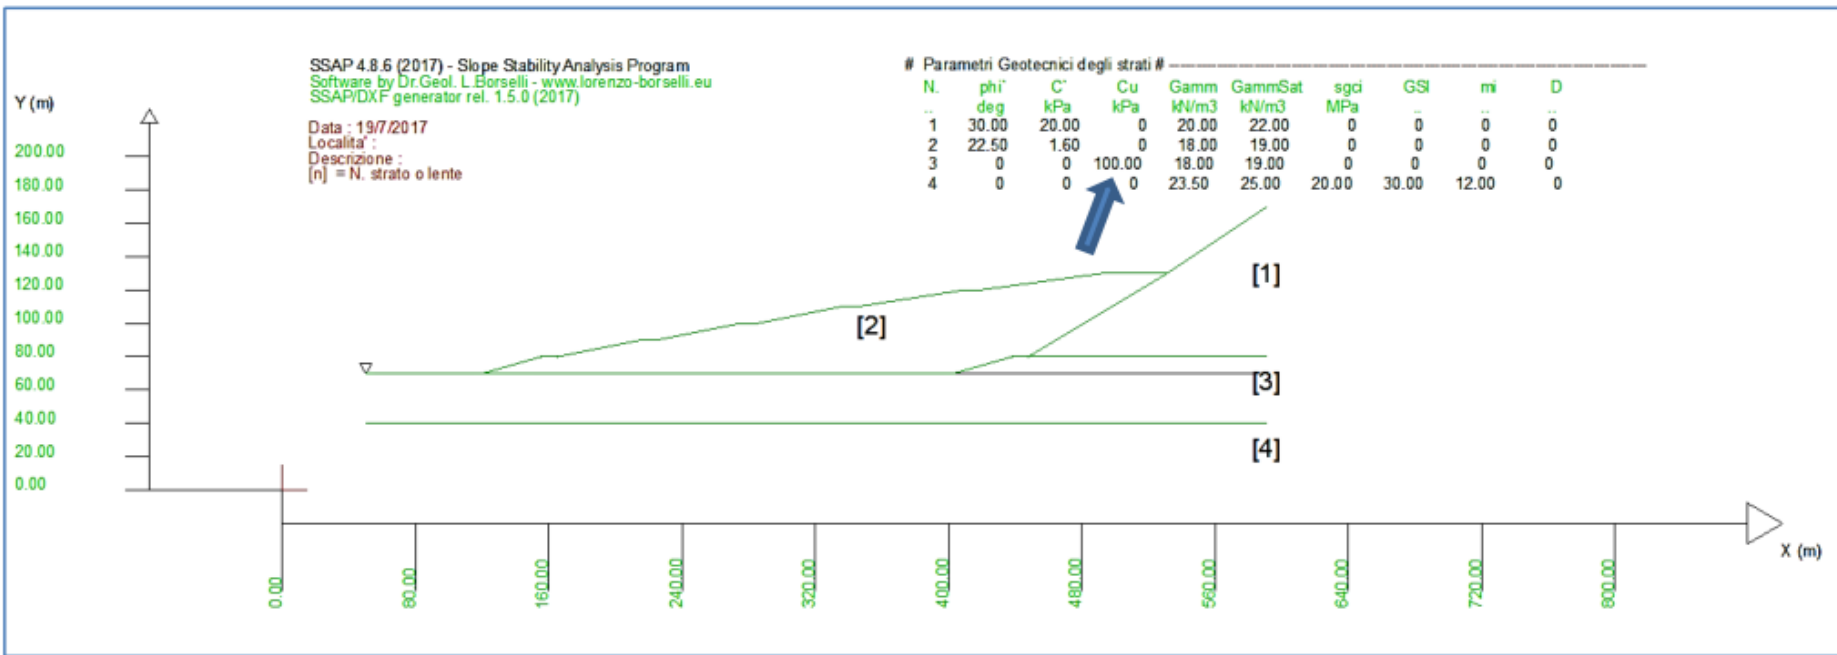 SSAP 4.8.6 (2017) - Slope Stability Analysis Program
Software by Dr.Geol. L.Borselli - www.lorenzo-borselli.eu
SSAP/DXF generator rel. 1.5.0 (2017)
Data : 19/7/2017
Localita' :
Descrizione :
[n] = N. strato o lente
# Parametri Geotecnici degli strati # ------------------------------------------------
N. phi` C` Cu Gamm GammSat sgci GSI mi D
.. deg kPa kPa kN/m3 kN/m3 MPa .. .. ..
1 30.00 20.00 0 20.00 22.00 0 0 0 0
2 22.50 1.60 0 18.00 19.00 0 0 0 0
3 0 0 100.00 18.00 19.00 0 0 0 0
4 0 0 0 23.50 25.00 20.00 30.00 12.00 0
Y (m)
200.00
180.00
160.00
140.00
120.00
100.00
80.00
60.00
40.00
20.00
0.00
[1]
[2]
[3]
[4]
0.00 80.00 160.00 240.00 320.00 400.00 480.00 560.00 640.00 720.00 800.00
X (m)